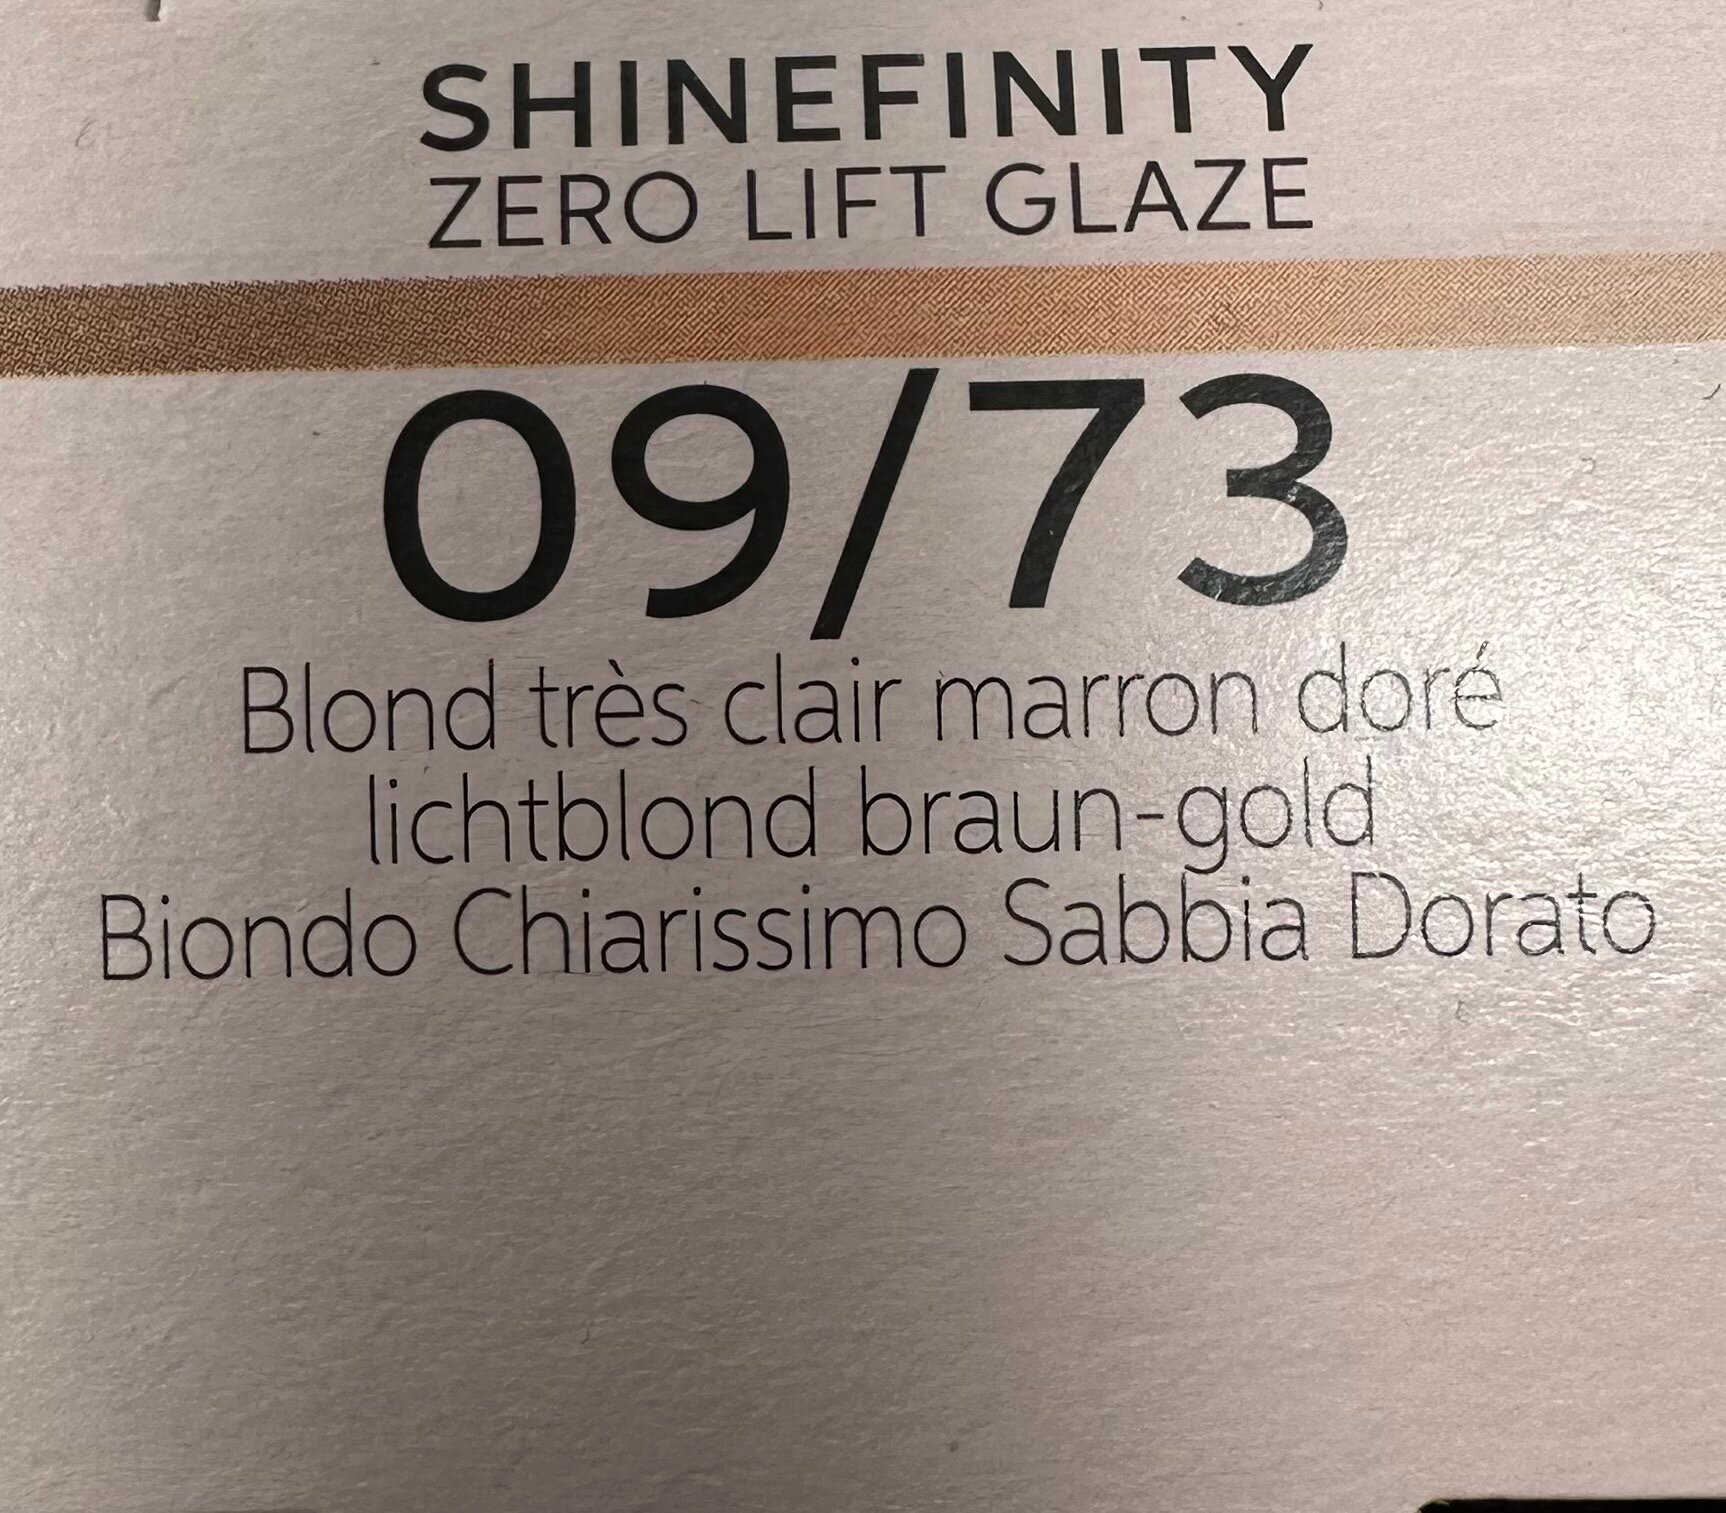 SHINEFINITY
ZERO LIFT GLAZE
09/73
Blond très clair marron doré
lichtblond braun-gold
Biondo Chiarissimo Sabbia Dorato